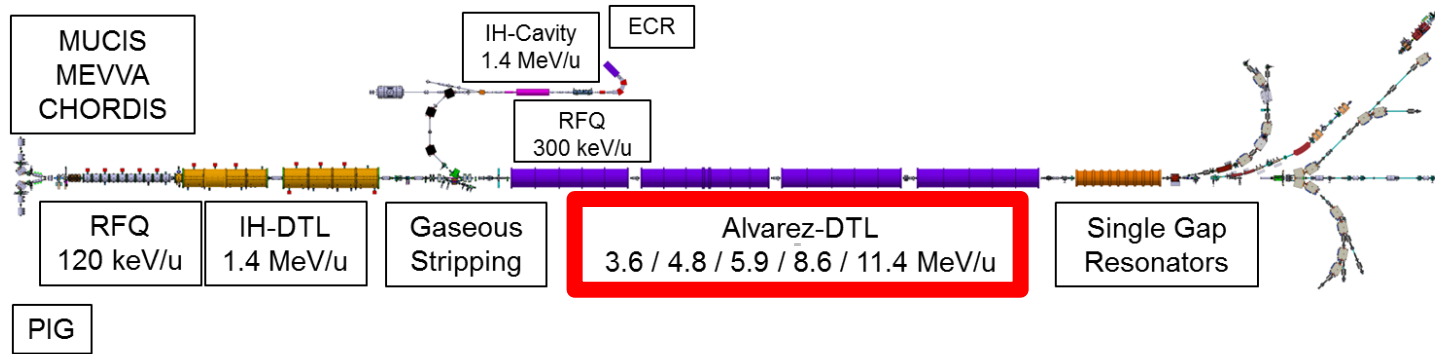 MUCIS
MEVVA
CHORDIS
IH-Cavity
1.4 MeV/u
ECR
RFQ
300 keV/u
RFQ
120 keV/u
IH-DTL
1.4 MeV/u
Gaseous
Stripping
Alvarez-DTL
3.6 / 4.8 / 5.9 / 8.6 / 11.4 MeV/u
Single Gap
Resonators
PIG